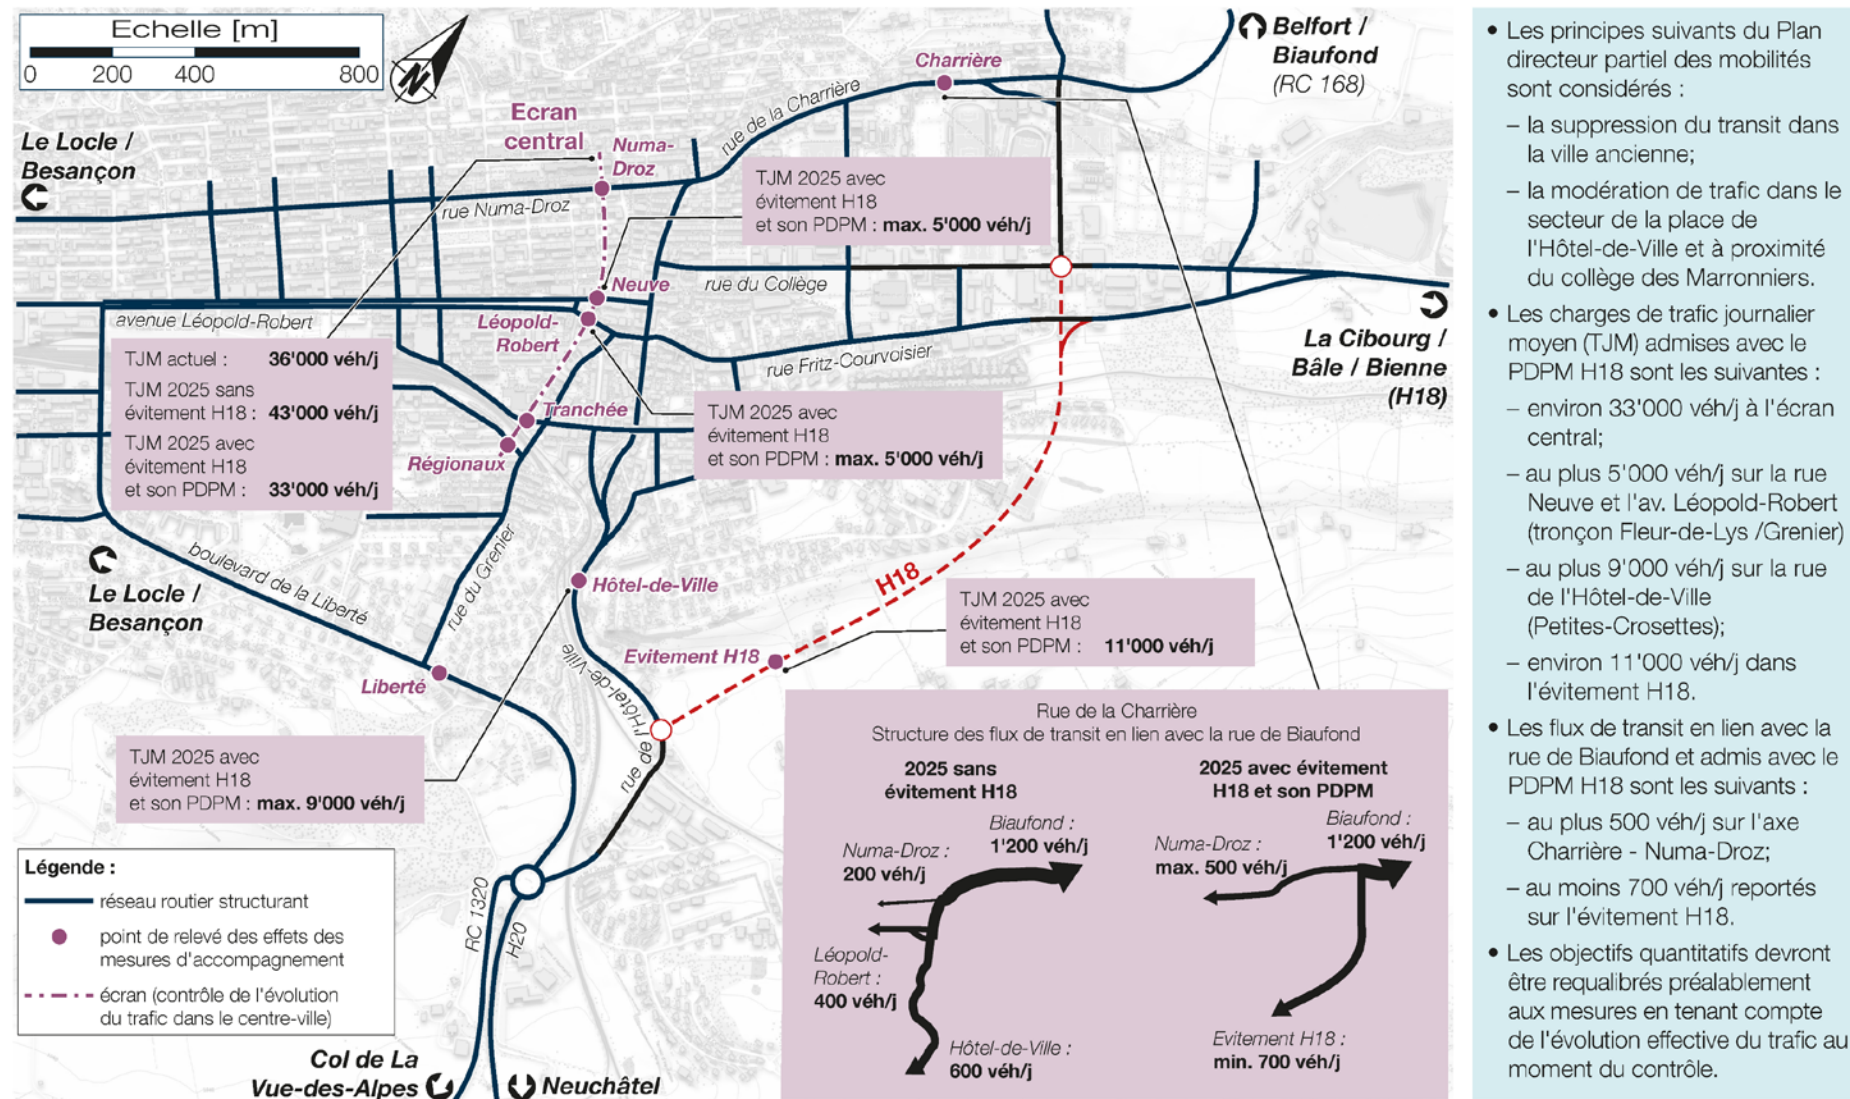 Echelle [m]
0 200 400 800
N
Belfort /
Biaufond
(RC 168)
Charrière
rue de la Charrière
Ecran
central
Numa-
Droz
Le Locle /
Besançon
rue Numa-Droz
TJM 2025 avec
évitement H18
et son PDPM : max. 5'000 véh/j
Neuve
rue du Collège
avenue Léopold-Robert
Léopold-
Robert
rue Fritz-Courvoisier
La Cibourg /
Bâle / Bienne
(H18)
TJM actuel : 36'000 véh/j
TJM 2025 sans
évitement H18 : 43'000 véh/j
TJM 2025 avec
évitement H18
et son PDPM : 33'000 véh/j
Tranchée
Régionaux
TJM 2025 avec
évitement H18
et son PDPM : max. 5'000 véh/j
Le Locle /
Besançon
boulevard de la Liberté
rue du Grenier
Hôtel-de-Ville
H18
TJM 2025 avec
évitement H18
et son PDPM : 11'000 véh/j
Evitement H18
Liberté
rue de l'Hôtel-de-Ville
TJM 2025 avec
évitement H18
et son PDPM : max. 9'000 véh/j
RC 1320
H20
Légende :
réseau routier structurant
point de relevé des effets des
mesures d'accompagnement
écran (contrôle de l'évolution
du trafic dans le centre-ville)
Col de La
Vue-des-Alpes
Neuchâtel
Rue de la Charrière
Structure des flux de transit en lien avec la rue de Biaufond
2025 sans
évitement H18
Biaufond :
1'200 véh/j
Numa-Droz :
200 véh/j
Léopold-
Robert :
400 véh/j
Hôtel-de-Ville :
600 véh/j
2025 avec évitement
H18 et son PDPM
Biaufond :
1'200 véh/j
Numa-Droz :
max. 500 véh/j
Evitement H18 :
min. 700 véh/j
• Les principes suivants du Plan
directeur partiel des mobilités
sont considérés :
– la suppression du transit dans
la ville ancienne;
– la modération de trafic dans le
secteur de la place de
l'Hôtel-de-Ville et à proximité
du collège des Marronniers.
• Les charges de trafic journalier
moyen (TJM) admises avec le
PDPM H18 sont les suivantes :
– environ 33'000 véh/j à l'écran
central;
– au plus 5'000 véh/j sur la rue
Neuve et l'av. Léopold-Robert
(tronçon Fleur-de-Lys /Grenier)
– au plus 9'000 véh/j sur la rue
de l'Hôtel-de-Ville
(Petites-Crosettes);
– environ 11'000 véh/j dans
l'évitement H18.
• Les flux de transit en lien avec la
rue de Biaufond et admis avec le
PDPM H18 sont les suivants :
– au plus 500 véh/j sur l'axe
Charrière - Numa-Droz;
– au moins 700 véh/j reportés
sur l'évitement H18.
• Les objectifs quantitatifs devront
être requalibrés préalablement
aux mesures en tenant compte
de l'évolution effective du trafic au
moment du contrôle.